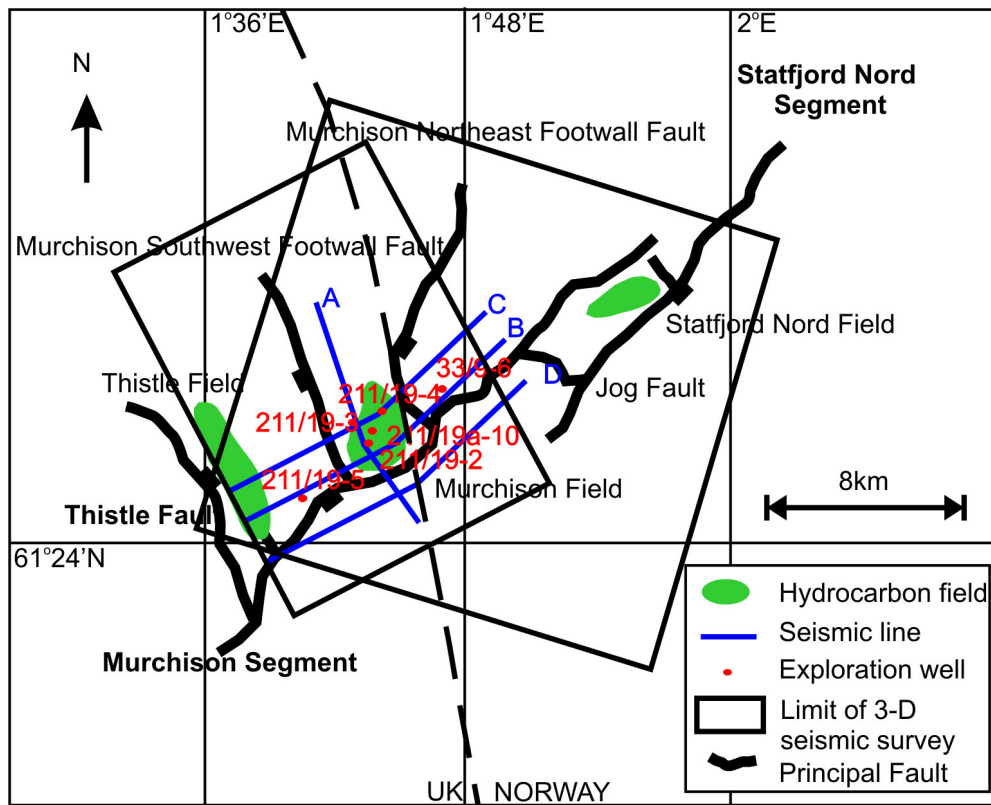 1°36'E
1°48'E
2°E
N
Statfjord Nord
Segment
Murchison Northeast Footwall Fault
Murchison Southwest Footwall Fault
A
C
B
Statfjord Nord Field
Thistle Field
33/9-6
D
Jog Fault
211/19-4
211/19-3
211/19a-10
211/19-2
211/19-5
Murchison Field
8km
Thistle Fault
61°24'N
Hydrocarbon field
Seismic line
Murchison Segment
Exploration well
Limit of 3-D
seismic survey
Principal Fault
UK
NORWAY